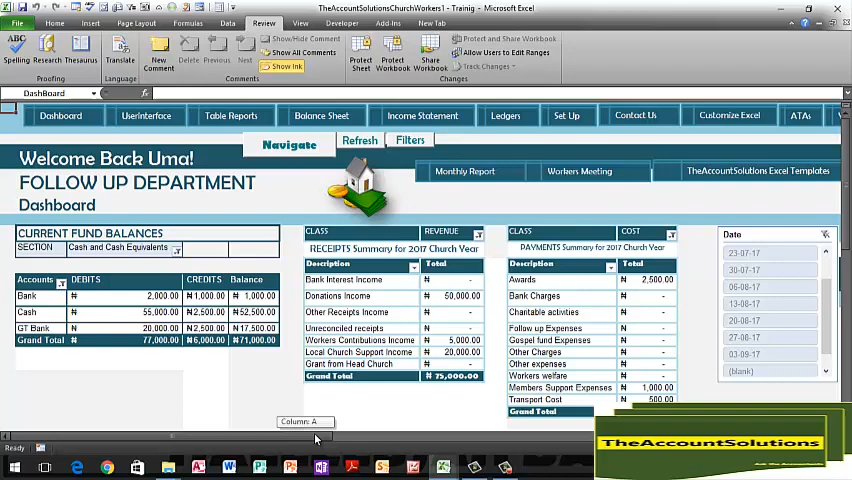 TheAccountSolutionsChurchWorkers1 - Trainig - Microsoft Excel
File Home Insert Page Layout Formulas Data Review View Developer Add-Ins New Tab
ABC
Spelling Research Thesaurus
Proofing
Translate
Language
New Comment
Delete Previous Next
Show/Hide Comment
Show All Comments
Show Ink
Comments
Protect Sheet
Protect Workbook
Share Workbook
Protect and Share Workbook
Allow Users to Edit Ranges
Track Changes
Changes
DashBoard fx
Dashboard UserInterface Table Reports Balance Sheet Income Statement Ledgers Set Up Contact Us Customize Excel ATAs
Navigate Refresh Filters
Welcome Back Uma!
FOLLOW UP DEPARTMENT
Dashboard
Monthly Report Workers Meeting TheAccountSolutions Excel Templates
CURRENT FUND BALANCES
SECTION Cash and Cash Equivalents
Accounts DEBITS CREDITS Balance
Bank ₦ 2,000.00 ₦1,000.00 ₦ 1,000.00
Cash ₦ 55,000.00 ₦2,500.00 ₦52,500.00
GT Bank ₦ 20,000.00 ₦2,500.00 ₦17,500.00
Grand Total ₦ 77,000.00 ₦6,000.00 ₦71,000.00
CLASS REVENUE
RECEIPTS Summary for 2017 Church Year
Description Total
Bank Interest Income ₦ -
Donations Income ₦ 50,000.00
Other Receipts Income ₦ -
Unreconciled receipts ₦ -
Workers Contributions Income ₦ 5,000.00
Local Church Support Income ₦ 20,000.00
Grant from Head Church ₦ -
Grand Total ₦ 75,000.00
CLASS COST
PAYMENTS Summary for 2017 Church Year
Description Total
Awards ₦ 2,500.00
Bank Charges ₦ -
Charitable activities ₦ -
Follow up Expenses ₦ -
Gospel fund Expenses ₦ -
Other Charges ₦ -
Workers welfare ₦ -
Members Support Expenses ₦ 1,000.00
Transport Cost ₦ 500.00
Grand Total
Date
23-07-17
30-07-17
06-08-17
13-08-17
20-08-17
27-08-17
03-09-17
(blank)
Column: A
TheAccountSolutions
Ready